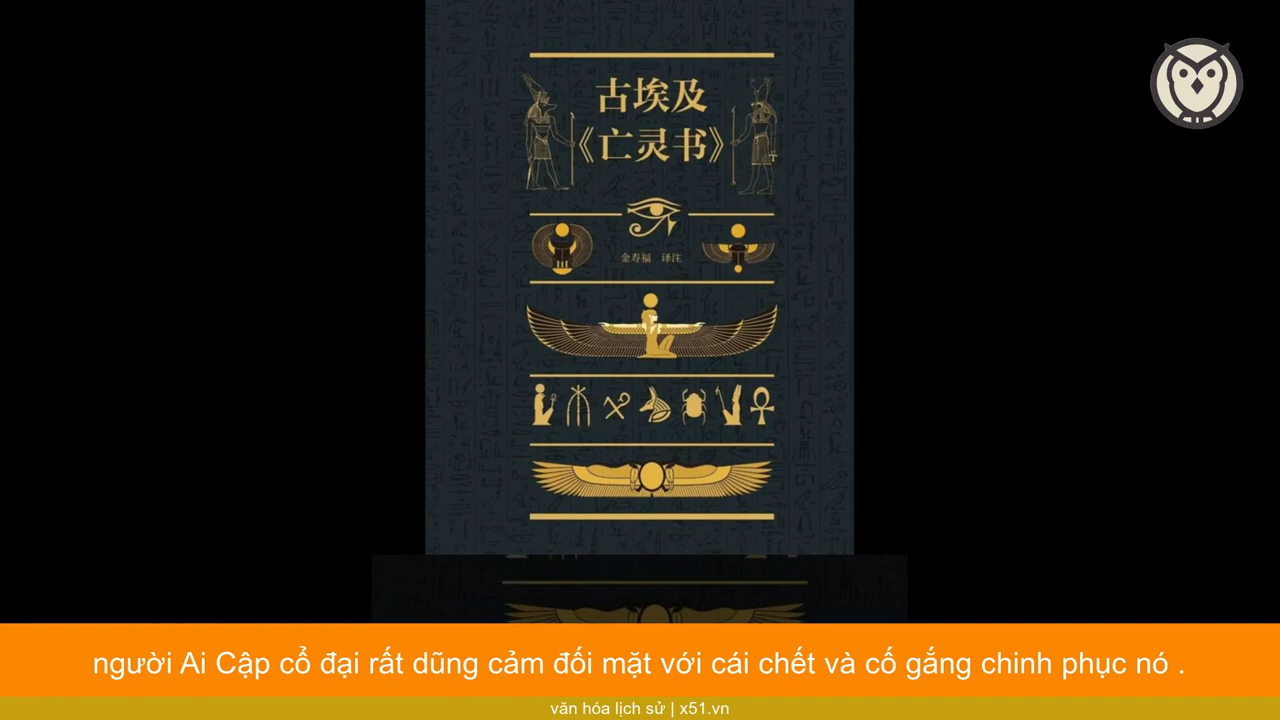 古埃及
《亡灵书》
金寿福 译注
người Ai Cập cổ đại rất dũng cảm đối mặt với cái chết và cố gắng chinh phục nó .
văn hóa lịch sử | x51.vn